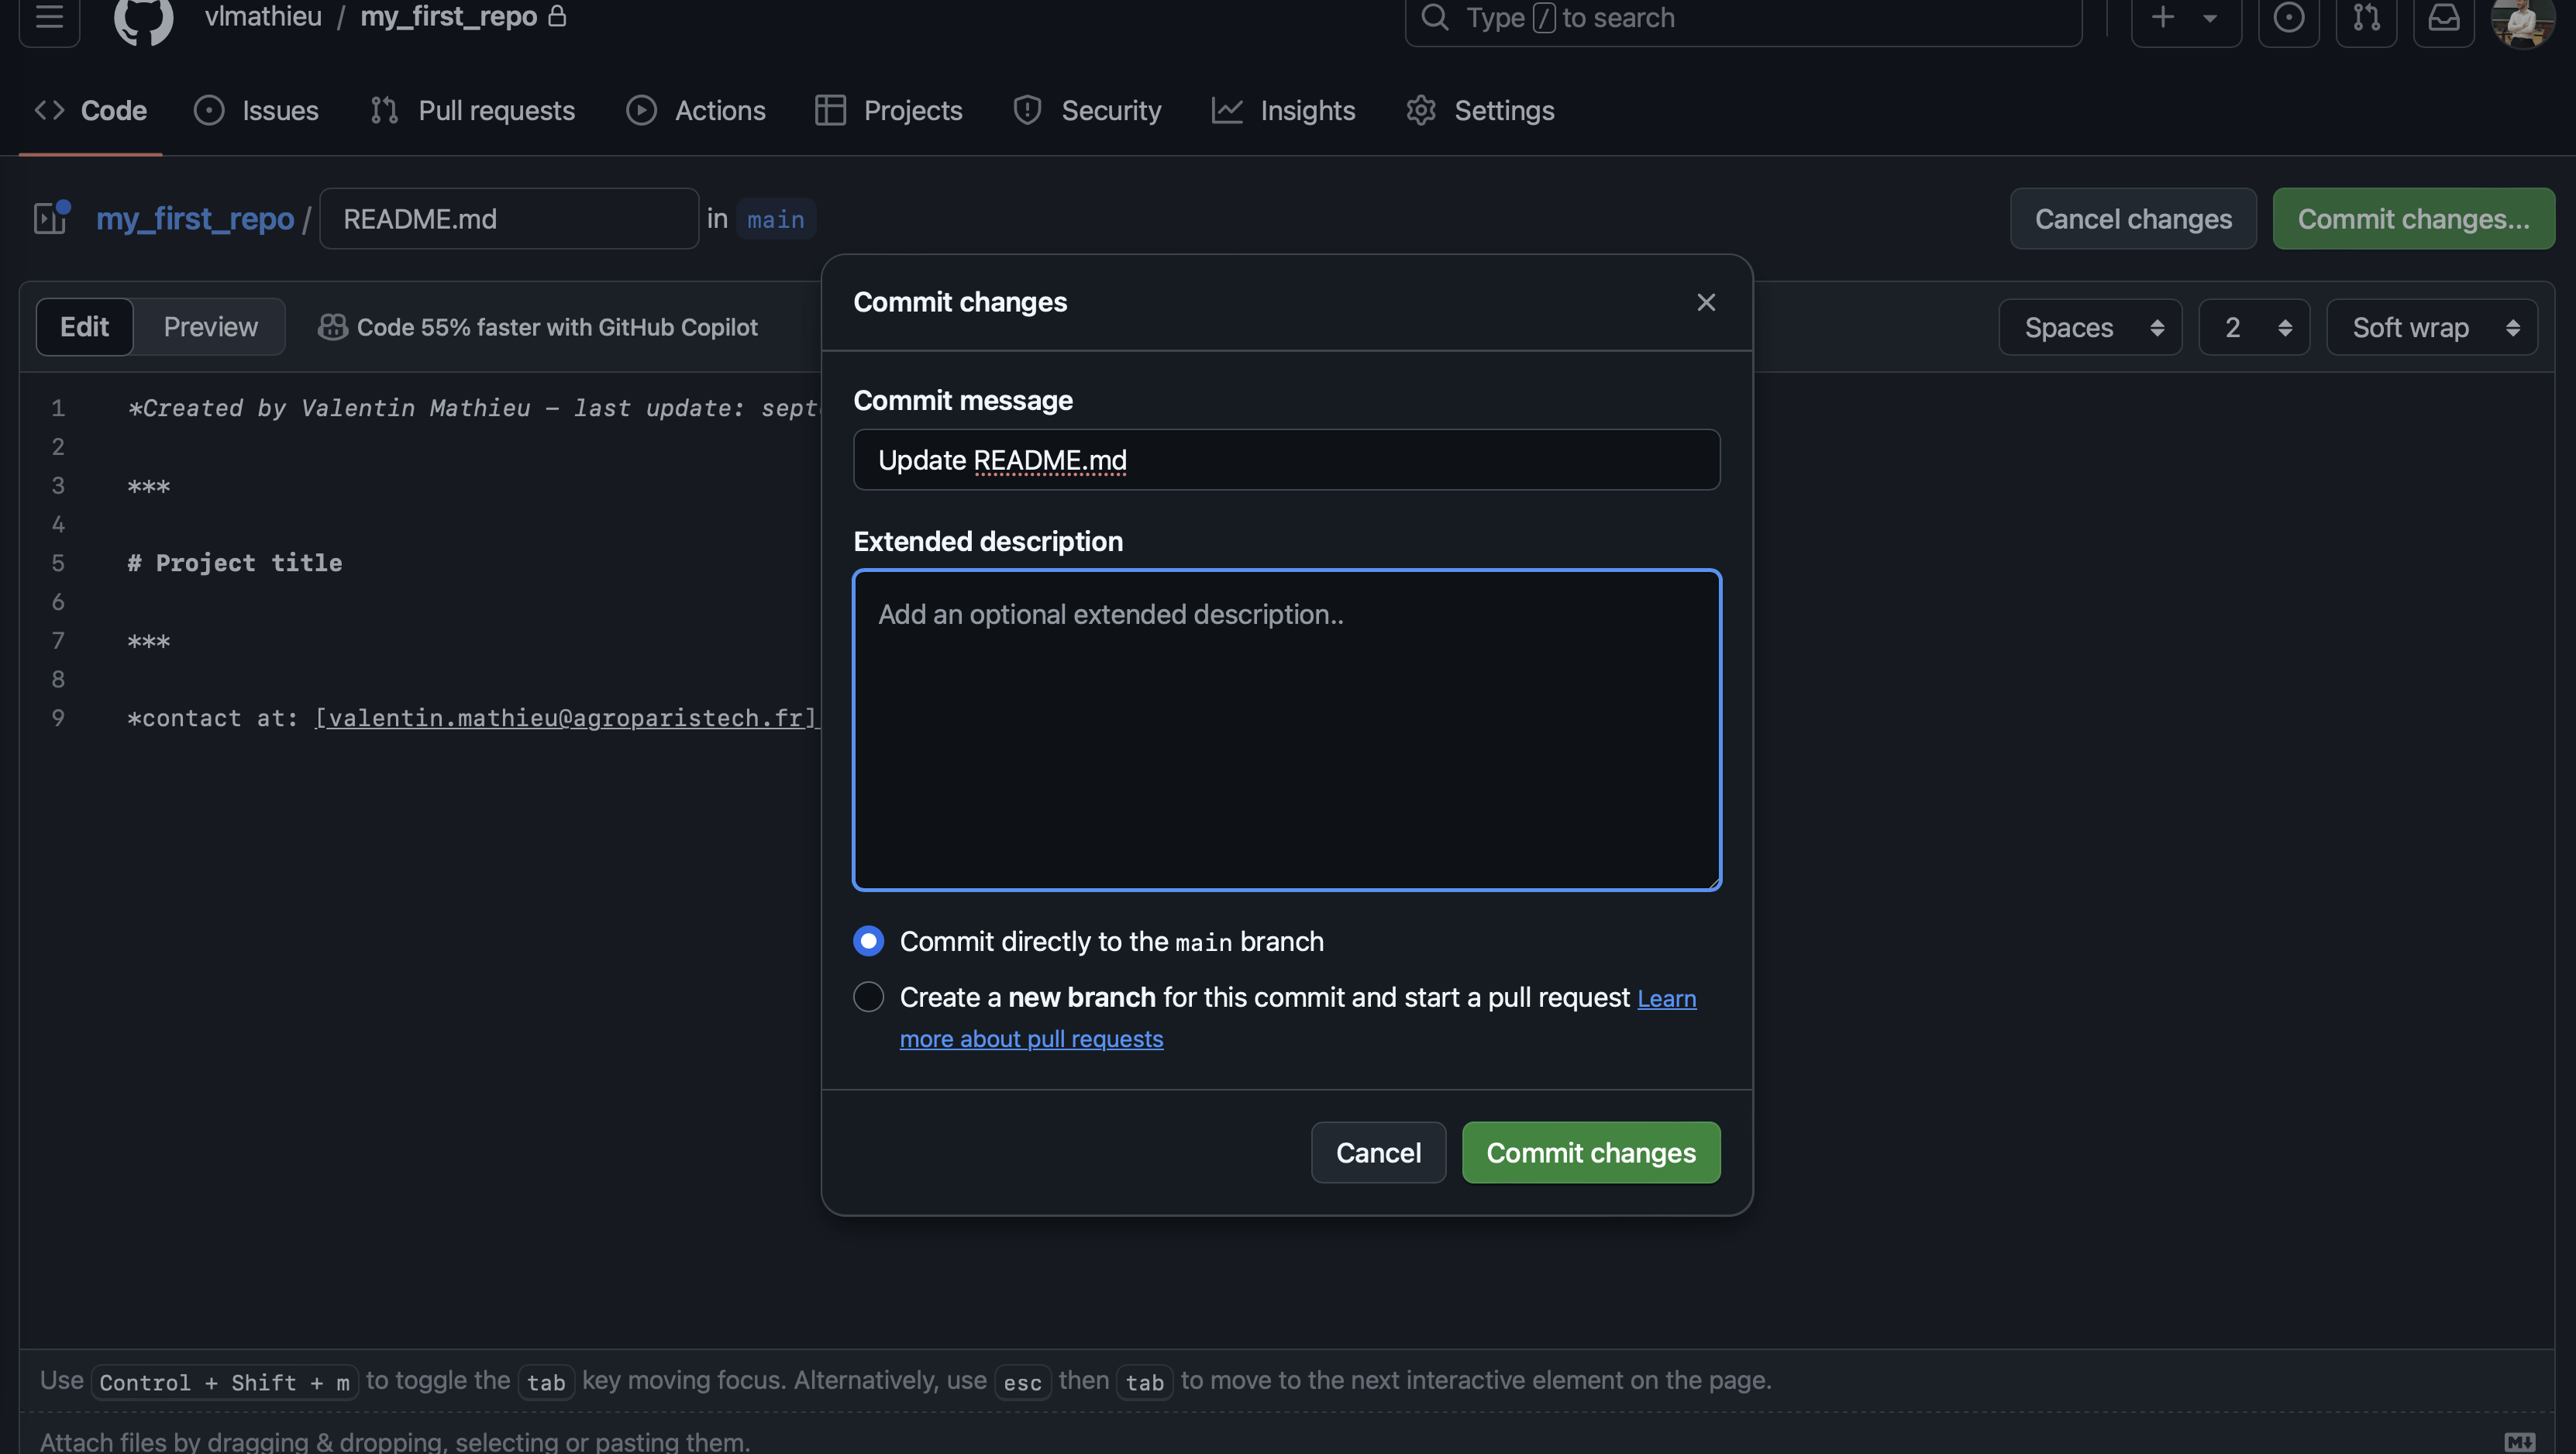 vlmathieu / my_first_repo
Type / to search
Code Issues Pull requests Actions Projects Security Insights Settings
my_first_repo / README.md in main
Cancel changes Commit changes...
Edit Preview Code 55% faster with GitHub Copilot
Spaces 2 Soft wrap
1 *Created by Valentin Mathieu – last update: sept
2
3 ***
4
5 # Project title
6
7 ***
8
9 *contact at: [valentin.mathieu@agroparistech.fr]
Commit changes
Commit message
Update README.md
Extended description
Add an optional extended description..
Commit directly to the main branch
Create a new branch for this commit and start a pull request Learn
more about pull requests
Cancel Commit changes
Use Control + Shift + m to toggle the tab key moving focus. Alternatively, use esc then tab to move to the next interactive element on the page.
Attach files by dragging & dropping, selecting or pasting them.